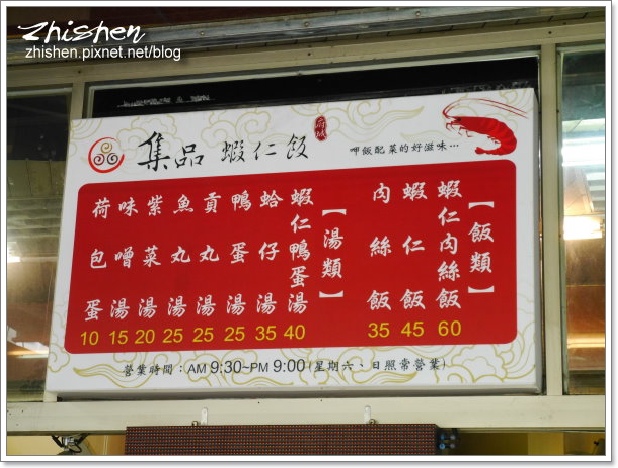 Zhishen
zhishen.pixnet.net/blog
集品 蝦仁飯
府城
呷飯配菜的好滋味...
【飯類】
蝦仁肉絲飯 60
蝦仁飯 45
肉絲飯 35
【湯類】
蝦仁鴨蛋湯 40
蛤仔湯 35
鴨蛋湯 25
貢丸湯 25
魚丸湯 25
紫菜湯 20
味噌湯 15
荷包蛋 10
營業時間：AM 9:30~PM 9:00(星期六、日照常營業)